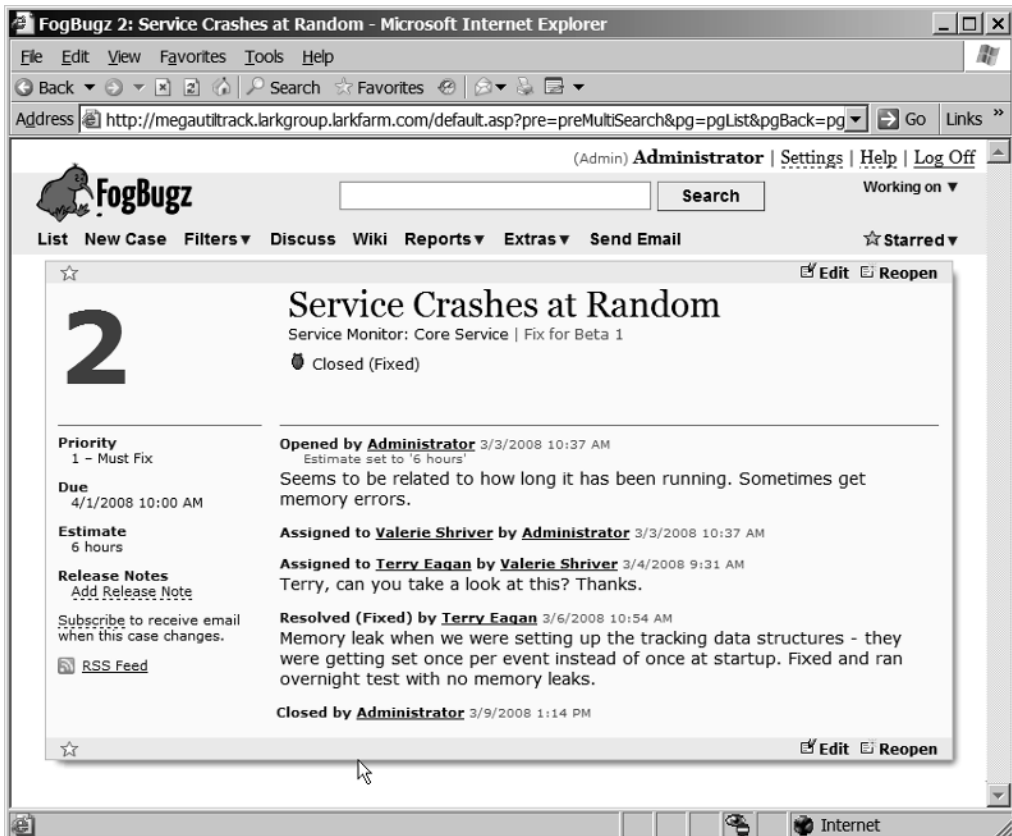 FogBugz 2: Service Crashes at Random - Microsoft Internet Explorer
File Edit View Favorites Tools Help
Back Search Favorites
Address http://megautiltrack.larkgroup.larkfarm.com/default.asp?pre=preMultiSearch&pg=pgList&pgBack=pg Go Links »
(Admin) Administrator | Settings | Help | Log Off
FogBugz Search Working on ▼
List New Case Filters ▼ Discuss Wiki Reports ▼ Extras ▼ Send Email Starred ▼
Edit Reopen
2
Service Crashes at Random
Service Monitor: Core Service | Fix for Beta 1
Closed (Fixed)
Priority
1 – Must Fix
Due
4/1/2008 10:00 AM
Estimate
6 hours
Release Notes
Add Release Note
Subscribe to receive email
when this case changes.
RSS Feed
Opened by Administrator 3/3/2008 10:37 AM
Estimate set to '6 hours'
Seems to be related to how long it has been running. Sometimes get
memory errors.
Assigned to Valerie Shriver by Administrator 3/3/2008 10:37 AM
Assigned to Terry Eagan by Valerie Shriver 3/4/2008 9:31 AM
Terry, can you take a look at this? Thanks.
Resolved (Fixed) by Terry Eagan 3/6/2008 10:54 AM
Memory leak when we were setting up the tracking data structures - they
were getting set once per event instead of once at startup. Fixed and ran
overnight test with no memory leaks.
Closed by Administrator 3/9/2008 1:14 PM
Edit Reopen
Internet